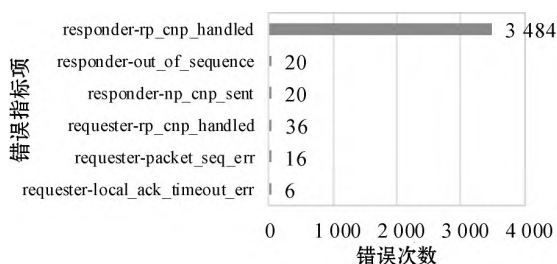 错误指标项
responder-rp_cnp_handled 3 484
responder-out_of_sequence 20
responder-np_cnp_sent 20
requester-rp_cnp_handled 36
requester-packet_seq_err 16
requester-local_ack_timeout_err 6
0 1 000 2 000 3 000 4 000
错误次数